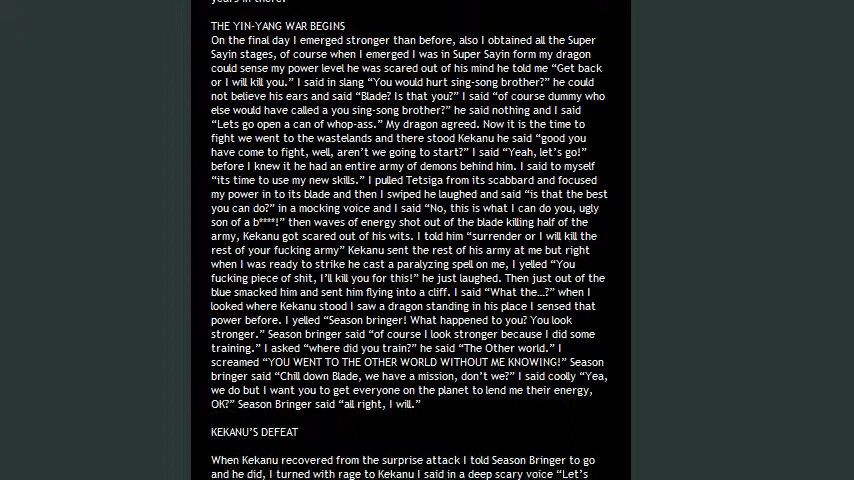 years in there.
THE YIN-YANG WAR BEGINS
On the final day I emerged stronger than before, also I obtained all the Super
Sayin stages, of course when I emerged I was in Super Sayin form my dragon
could sense my power level he was scared out of his mind he told me “Get back
or I will kill you.” I said in slang “You would hurt sing-song brother?” he could
not believe his ears and said “Blade? Is that you?” I said “of course dummy who
else would have called a you sing-song brother?” he said nothing and I said
“Lets go open a can of whop-ass.” My dragon agreed. Now it is the time to
fight we went to the wastelands and there stood Kekanu he said “good you
have come to fight, well, aren’t we going to start?” I said “Yeah, let’s go!”
before I knew it he had an entire army of demons behind him. I said to myself
“its time to use my new skills.” I pulled Tetsiga from its scabbard and focused
my power in to its blade and then I swiped he laughed and said “is that the best
you can do?” in a mocking voice and I said “No, this is what I can do you, ugly
son of a b****!” then waves of energy shot out of the blade killing half of the
army, Kekanu got scared out of his wits. I told him “surrender or I will kill the
rest of your fucking army” Kekanu sent the rest of his army at me but right
when I was ready to strike he cast a paralyzing spell on me, I yelled “You
fucking piece of shit, I’ll kill you for this!” he just laughed. Then just out of the
blue smacked him and sent him flying into a cliff. I said “What the…?” when I
looked where Kekanu stood I saw a dragon standing in his place I sensed that
power before. I yelled “Season bringer! What happened to you? You look
stronger.” Season bringer said “of course I look stronger because I did some
training.” I asked “where did you train?” he said “The Other world.” I
screamed “YOU WENT TO THE OTHER WORLD WITHOUT ME KNOWING!” Season
bringer said “Chill down Blade, we have a mission, don’t we?” I said coolly “Yea,
we do but I want you to get everyone on the planet to lend me their energy,
OK?” Season Bringer said “all right, I will.”
KEKANU’S DEFEAT
When Kekanu recovered from the surprise attack I told Season Bringer to go
and he did, I turned with rage to Kekanu I said in a deep scary voice “Let’s